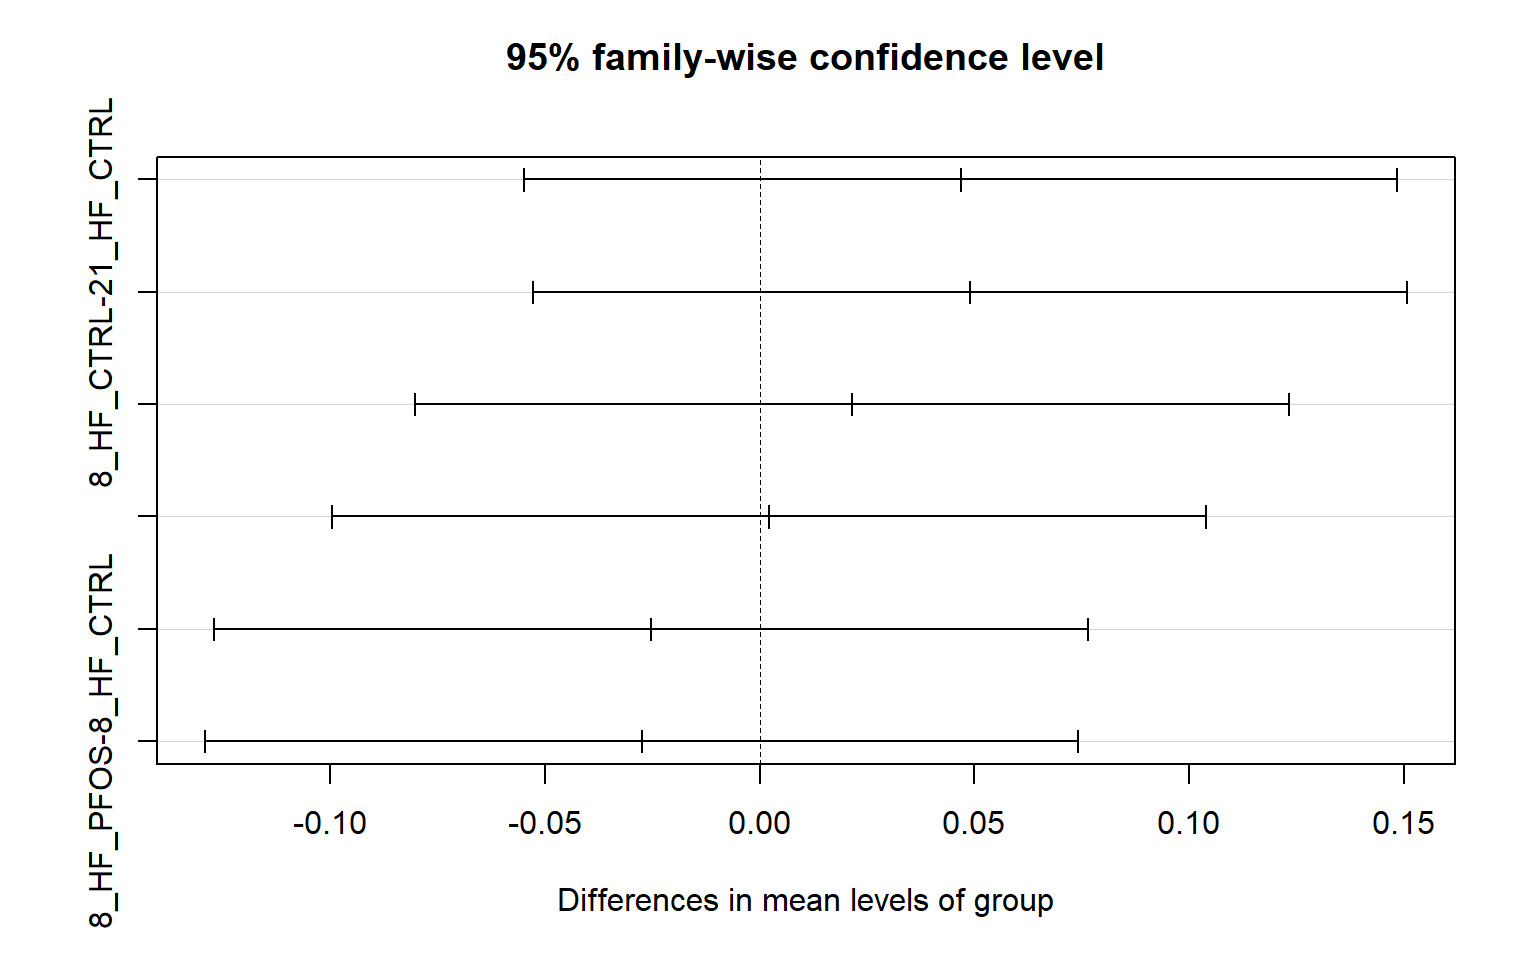 95% family-wise confidence level
8_HF_CTRL-21_HF_CTRL
8_HF_PFOS-8_HF_CTRL
-0.10 -0.05 0.00 0.05 0.10 0.15
Differences in mean levels of group